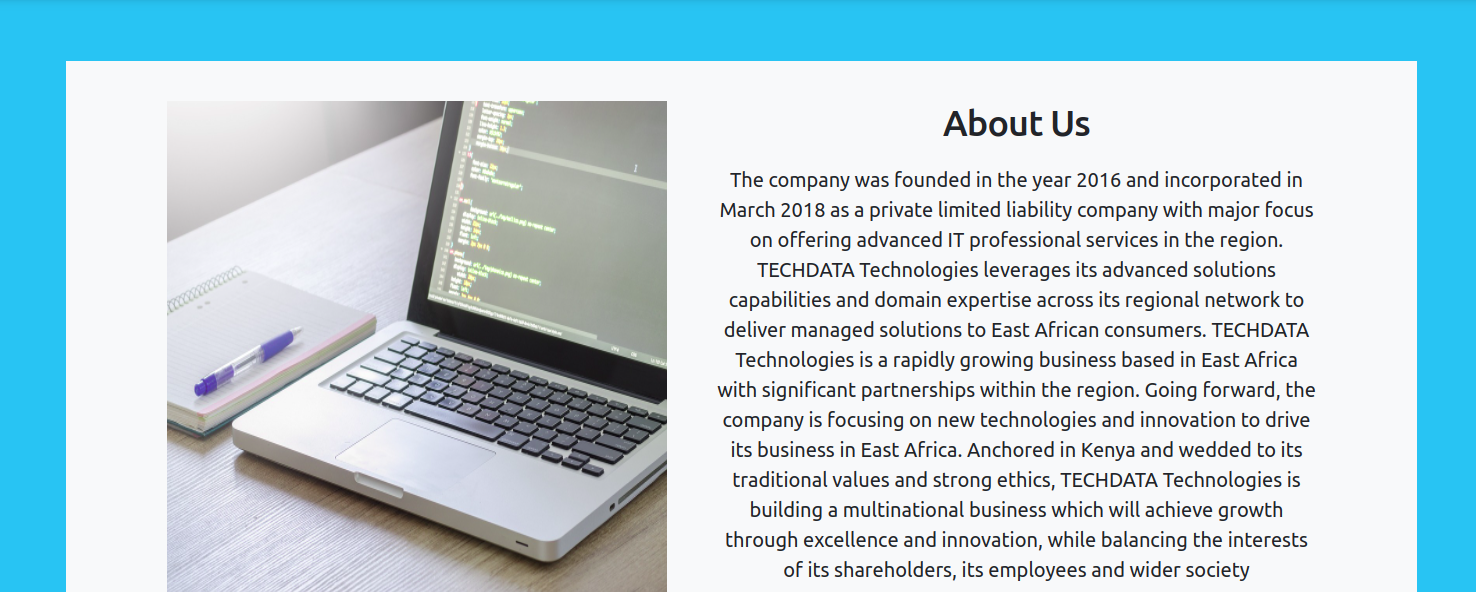 About Us
The company was founded in the year 2016 and incorporated in
March 2018 as a private limited liability company with major focus
on offering advanced IT professional services in the region.
TECHDATA Technologies leverages its advanced solutions
capabilities and domain expertise across its regional network to
deliver managed solutions to East African consumers. TECHDATA
Technologies is a rapidly growing business based in East Africa
with significant partnerships within the region. Going forward, the
company is focusing on new technologies and innovation to drive
its business in East Africa. Anchored in Kenya and wedded to its
traditional values and strong ethics, TECHDATA Technologies is
building a multinational business which will achieve growth
through excellence and innovation, while balancing the interests
of its shareholders, its employees and wider society